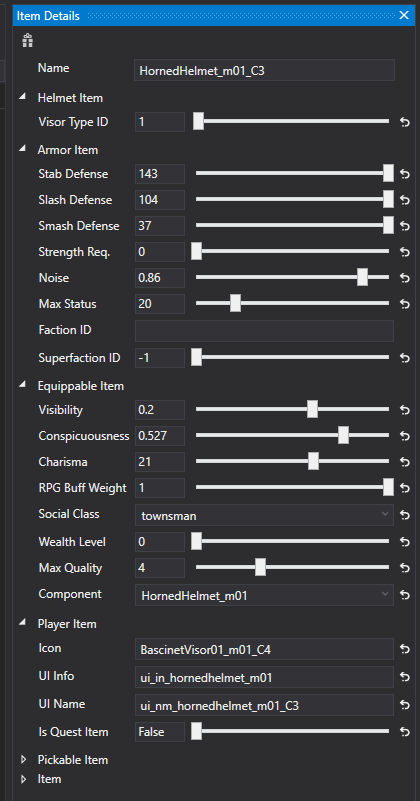 Item Details
Name HornedHelmet_m01_C3
Helmet Item
Visor Type ID 1
Armor Item
Stab Defense 143
Slash Defense 104
Smash Defense 37
Strength Req. 0
Noise 0.86
Max Status 20
Faction ID
Superfaction ID -1
Equippable Item
Visibility 0.2
Conspicuousness 0.527
Charisma 21
RPG Buff Weight 1
Social Class townsman
Wealth Level 0
Max Quality 4
Component HornedHelmet_m01
Player Item
Icon BascinetVisor01_m01_C4
UI Info ui_in_hornedhelmet_m01
UI Name ui_nm_hornedhelmet_m01_C3
Is Quest Item False
Pickable Item
Item